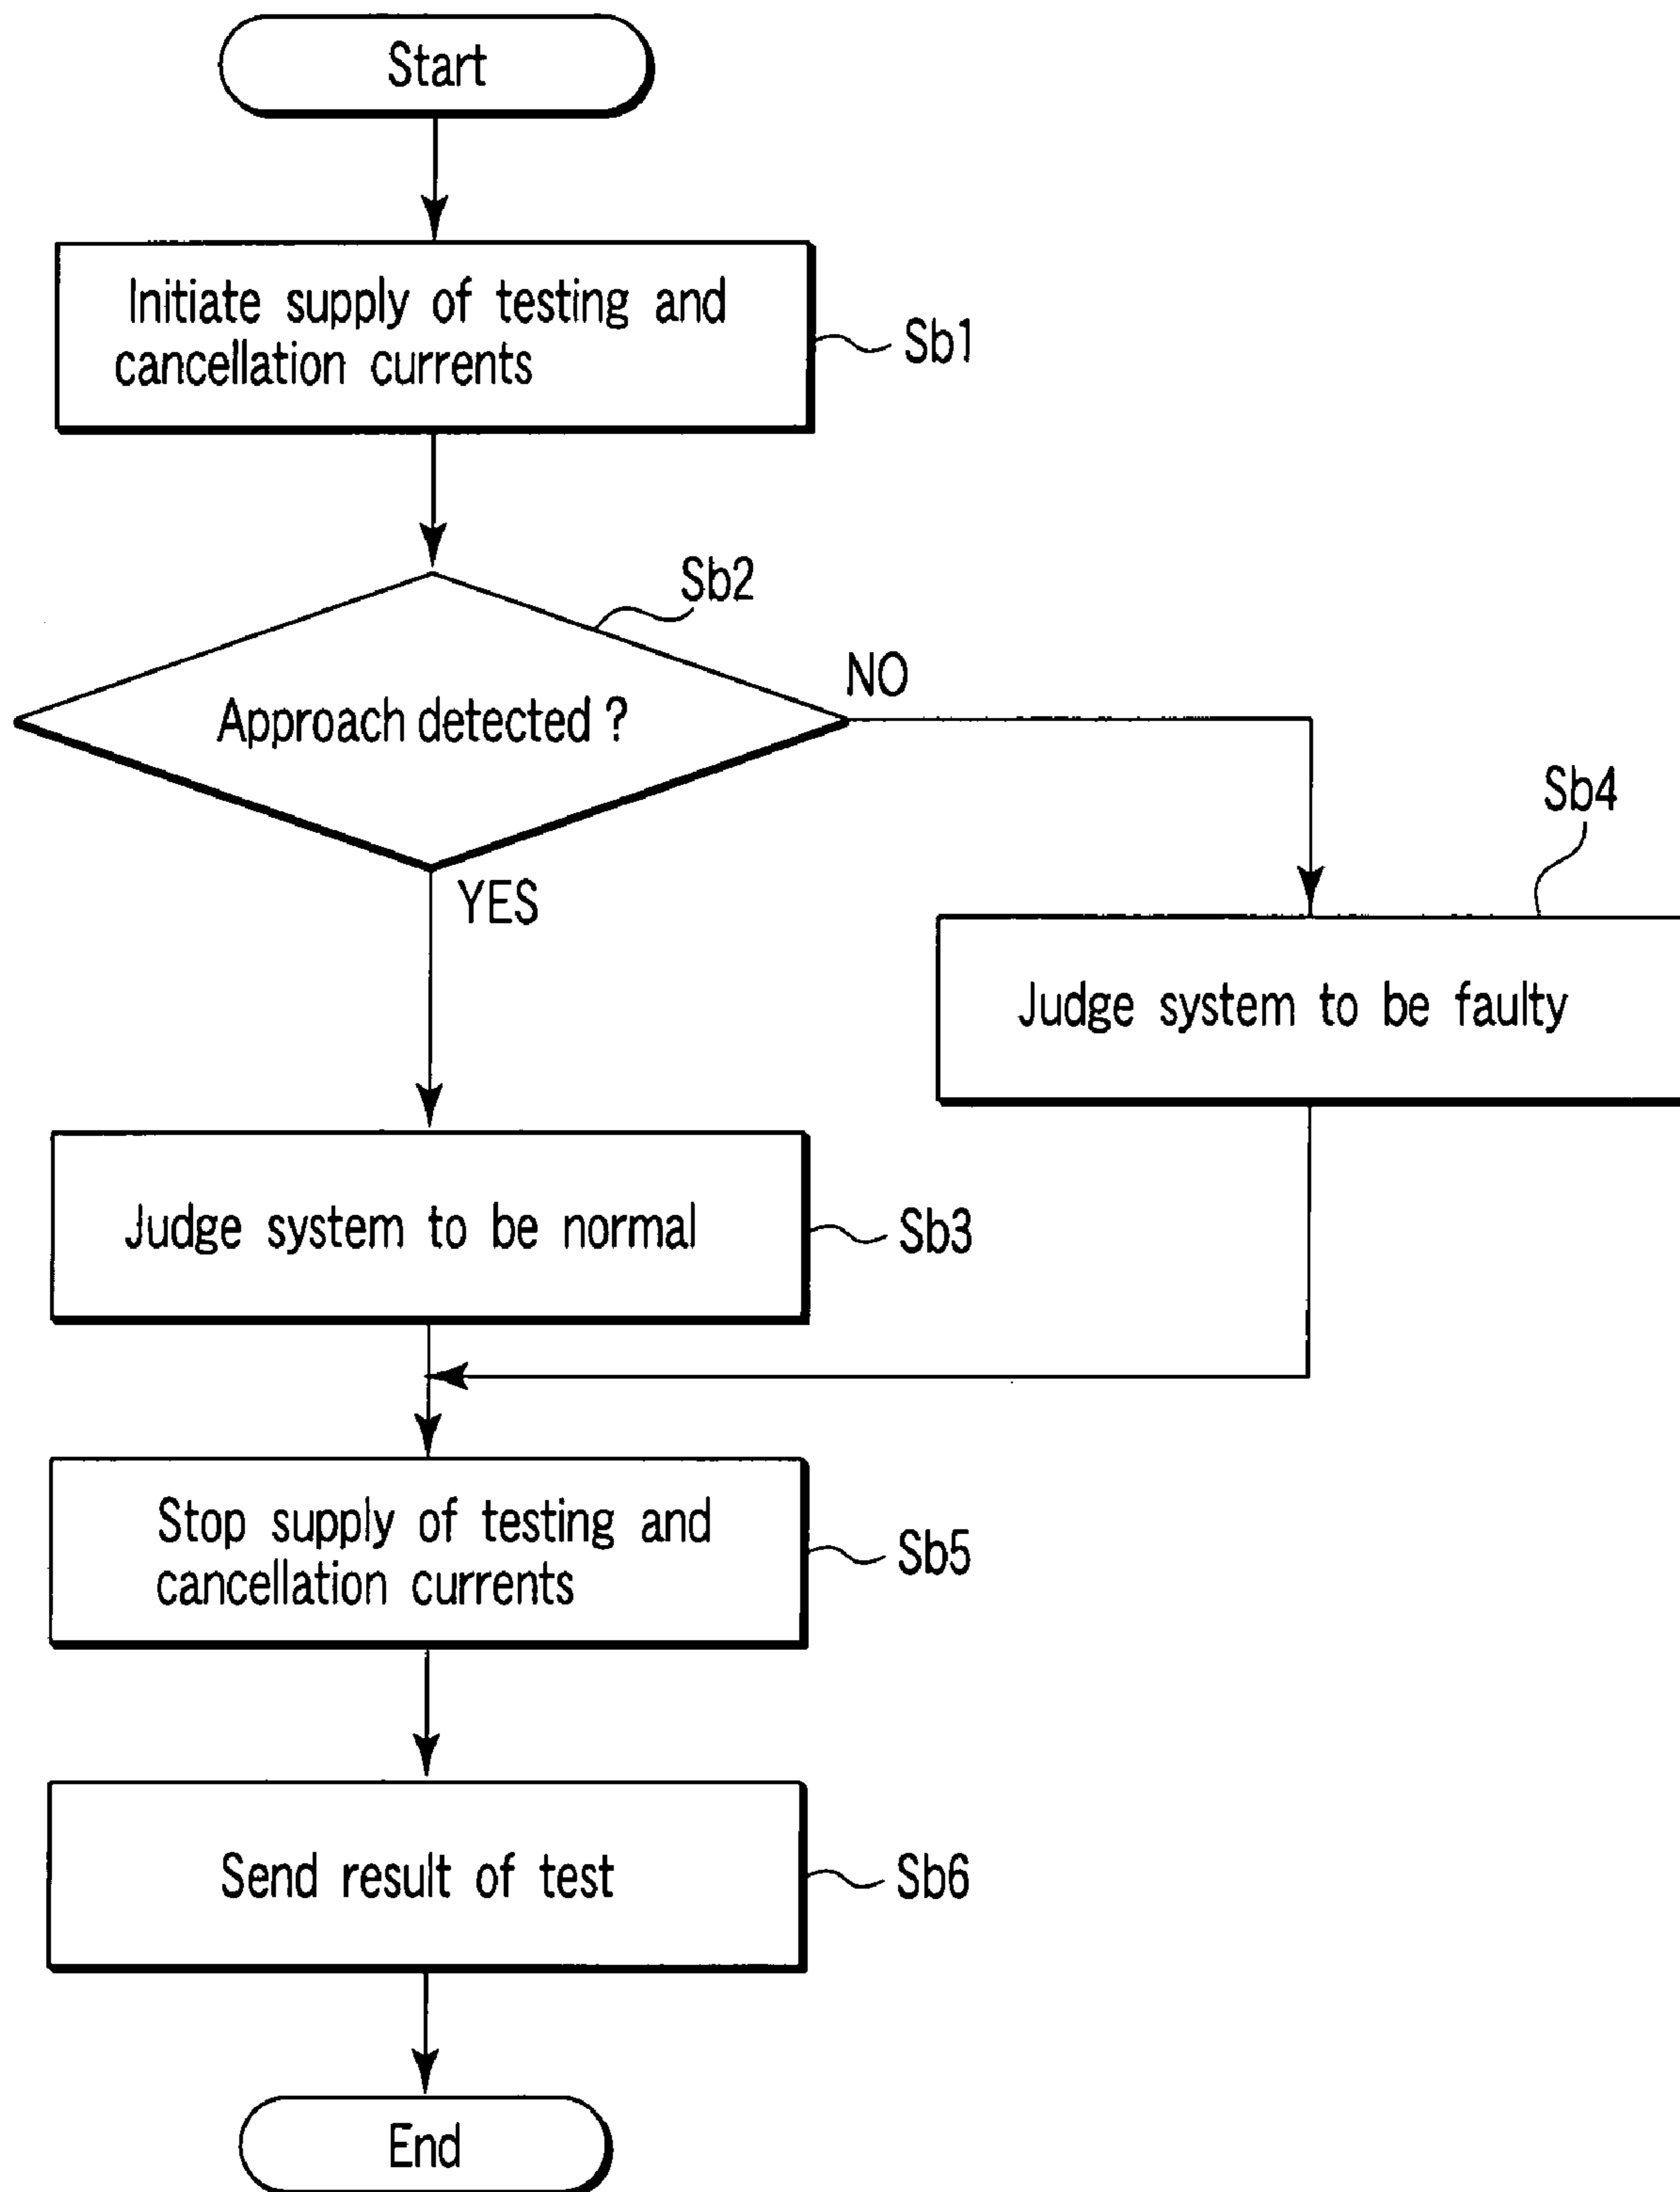 Start
Initiate supply of testing and
cancellation currents
Sb1
Sb2
Approach detected ?
NO
YES
Sb4
Judge system to be faulty
Judge system to be normal
Sb3
Stop supply of testing and
cancellation currents
Sb5
Send result of test
Sb6
End